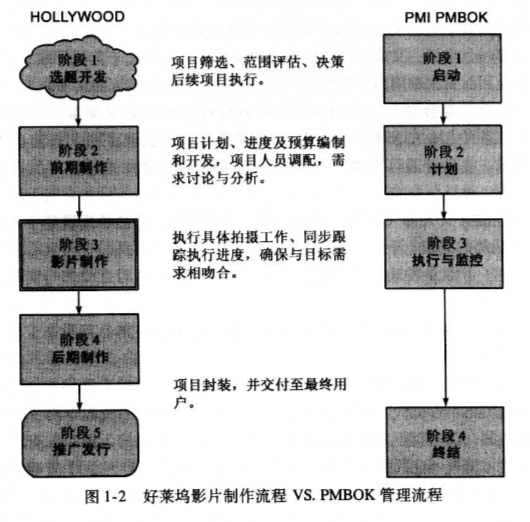 HOLLYWOOD
PMI PMBOK
阶段 1
选题开发
项目筛选、范围评估、决策
后续项目执行。
阶段 1
启动
阶段 2
前期制作
项目计划、进度及预算编制
和开发，项目人员调配，需
求讨论与分析。
阶段 2
计划
阶段 3
影片制作
执行具体拍摄工作、同步跟
踪执行进度，确保与目标需
求相吻合。
阶段 3
执行与监控
阶段 4
后期制作
项目封装，并交付至最终用
户。
阶段 5
推广发行
阶段 4
终结
图 1-2 好莱坞影片制作流程 VS. PMBOK 管理流程